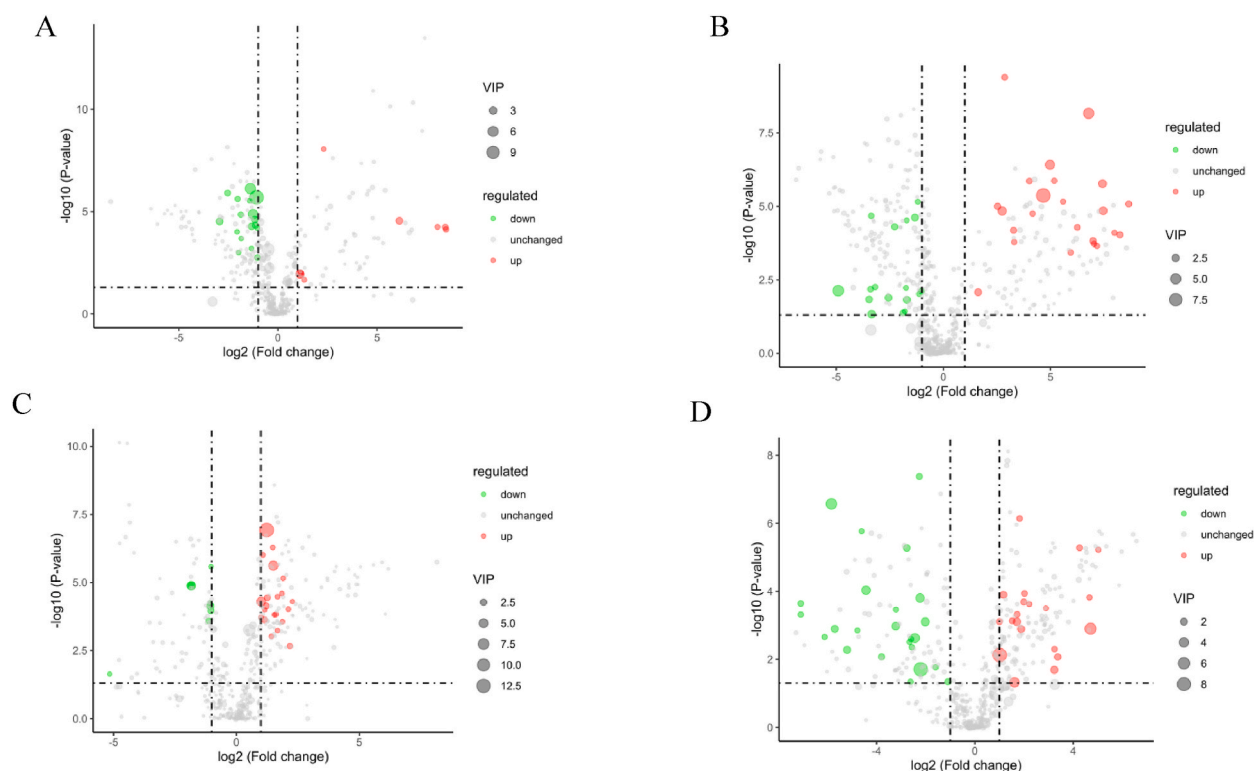 A
-log10 (P-value)
10
5
0
-5
0
5
log2 (Fold change)
VIP
3
6
9
regulated
down
unchanged
up
B
-log10 (P-value)
7.5
5.0
2.5
0.0
-5
0
5
log2 (Fold change)
regulated
down
unchanged
up
VIP
2.5
5.0
7.5
C
-log10 (P-value)
10.0
7.5
5.0
2.5
0.0
-5
0
5
log2 (Fold change)
regulated
down
unchanged
up
VIP
2.5
5.0
7.5
10.0
12.5
D
-log10 (P-value)
8
6
4
2
0
-4
0
4
log2 (Fold change)
regulated
down
unchanged
up
VIP
2
4
6
8